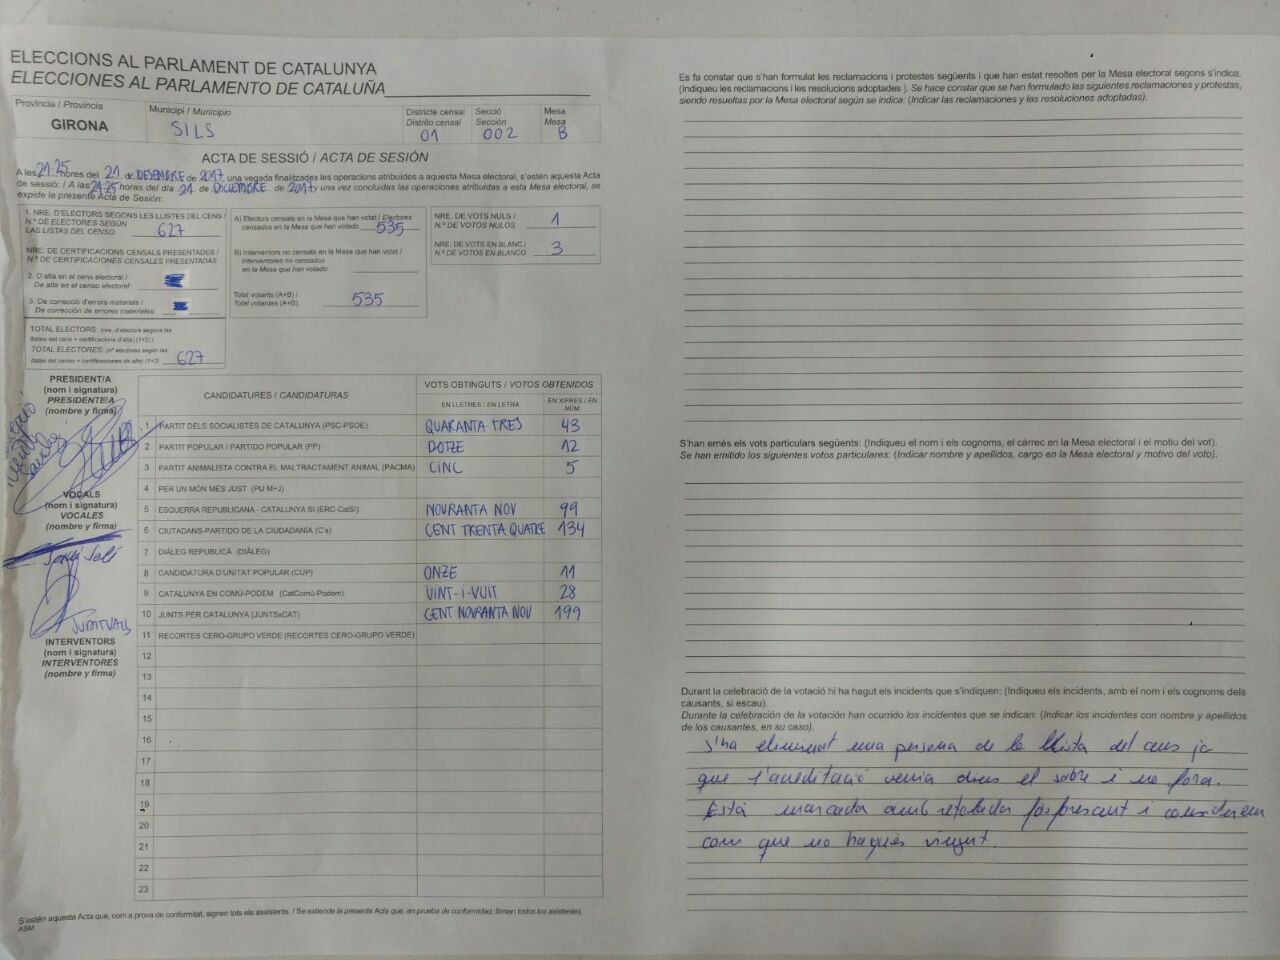 ELECCIONS AL PARLAMENT DE CATALUNYA
ELECCIONES AL PARLAMENTO DE CATALUÑA
Província / Provincia
GIRONA
Municipi / Municipio
SILS
Districte censal
Distrito censal
01
Secció
Sección
002
Mesa
Mesa
B
ACTA DE SESSIÓ / ACTA DE SESIÓN
A les 21:25 hores del 21 de DESEMBRE de 2017, una vegada finalitzades les operacions atribuïdes a aquesta Mesa electoral, s'estén aquesta Acta
de sessió: / A las 21:25 horas del día 21 de DICIEMBRE de 2017 y una vez concluidas las operaciones atribuidas a esta Mesa electoral, se
expide la presente Acta de Sesión:
1. NRE. D'ELECTORS SEGONS LES LLISTES DEL CENS /
N.º DE ELECTORES SEGÚN
LAS LISTAS DEL CENSO 627
NRE. DE CERTIFICACIONS CENSALS PRESENTADES /
N.º DE CERTIFICACIONES CENSALES PRESENTADAS
2. D'alta en el cens electoral /
De alta en el censo electoral:
3. De correcció d'errors materials /
De corrección de errores materiales:
TOTAL ELECTORS: (nre. d'electors segons les
llistes del cens + certificacions d'alta) (1+2) /
TOTAL ELECTORES: (nº electores según las
listas del censo + certificaciones de alta) (1+2) 627
A) Electors censats en la Mesa que han votat / Electores
censados en la Mesa que han votado 535
B) Interventors no censats en la Mesa que han votat /
Interventores no censados
en la Mesa que han votado
Total votants (A+B) /
Total votantes (A+B) 535
NRE. DE VOTS NULS /
N.º DE VOTOS NULOS 1
NRE. DE VOTS EN BLANC /
N.º DE VOTOS EN BLANCO 3
PRESIDENT/A
(nom i signatura)
PRESIDENTE/A
(nombre y firma)
VOCALS
(nom i signatura)
VOCALES
(nombre y firma)
INTERVENTORS
(nom i signatura)
INTERVENTORES
(nombre y firma)
CANDIDATURES / CANDIDATURAS
VOTS OBTINGUTS / VOTOS OBTENIDOS
EN LLETRES / EN LETRA
EN XIFRES / EN NÚM.
1 PARTIT DELS SOCIALISTES DE CATALUNYA (PSC-PSOE) QUARANTA TRES 43
2 PARTIT POPULAR / PARTIDO POPULAR (PP) DOTZE 12
3 PARTIT ANIMALISTA CONTRA EL MALTRACTAMENT ANIMAL (PACMA) CINC 5
4 PER UN MÓN MÉS JUST (PU M+J)
5 ESQUERRA REPUBLICANA - CATALUNYA SÍ (ERC-CatSí) NOURANTA NOV 99
6 CIUTADANS-PARTIDO DE LA CIUDADANÍA (C's) CENT TRENTA QUATRE 134
7 DIÀLEG REPUBLICÀ (DIÀLEG)
8 CANDIDATURA D'UNITAT POPULAR (CUP) ONZE 11
9 CATALUNYA EN COMÚ-PODEM (CatComú-Podem) VINT-I-VUIT 28
10 JUNTS PER CATALUNYA (JUNTSxCAT) CENT NOURANTA NOV 199
11 RECORTES CERO-GRUPO VERDE (RECORTES CERO-GRUPO VERDE)
12
13
14
15
16
17
18
19
20
21
22
23
S'estén aquesta Acta que, com a prova de conformitat, signen tots els assistents. / Se extiende la presente Acta que, en prueba de conformidad, firman todos los asistentes.
ASM
Es fa constar que s'han formulat les reclamacions i protestes següents i que han estat resoltes per la Mesa electoral segons s'indica:
(Indiqueu les reclamacions i les resolucions adoptades ). Se hace constar que se han formulado las siguientes reclamaciones y protestas,
siendo resueltas por la Mesa electoral según se indica: (Indicar las reclamaciones y las resoluciones adoptadas).
S'han emès els vots particulars següents: (Indiqueu el nom i els cognoms, el càrrec en la Mesa electoral i el motiu del vot).
Se han emitido los siguientes votos particulares: (Indicar nombre y apellidos, cargo en la Mesa electoral y motivo del voto).
Durant la celebració de la votació hi ha hagut els incidents que s'indiquen: (Indiqueu els incidents, amb el nom i els cognoms dels
causants, si escau).
Durante la celebración de la votación han ocurrido los incidentes que se indican: (Indicar los incidentes con nombre y apellidos
de los causantes, en su caso).
S'ha eliminat una persona de la llista del cens ja
que l'acreditació venia dins el sobre i no fora.
Està marcada amb retolador fosforescent i considerem
com que no hagués vingut.